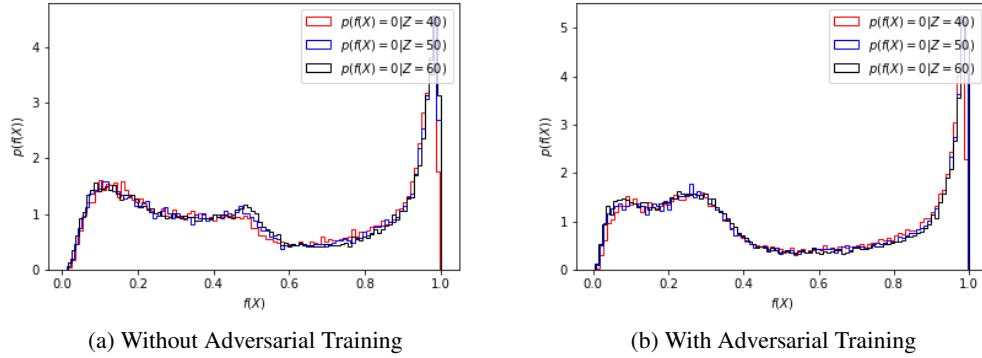 p(f(X) = 0|Z = 40)
p(f(X) = 0|Z = 50)
p(f(X) = 0|Z = 60)
p(f(X))
4
3
2
1
0
0.0 0.2 0.4 0.6 0.8 1.0
f(X)
(a) Without Adversarial Training
p(f(X) = 0|Z = 40)
p(f(X) = 0|Z = 50)
p(f(X) = 0|Z = 60)
p(f(X))
5
4
3
2
1
0
0.0 0.2 0.4 0.6 0.8 1.0
f(X)
(b) With Adversarial Training